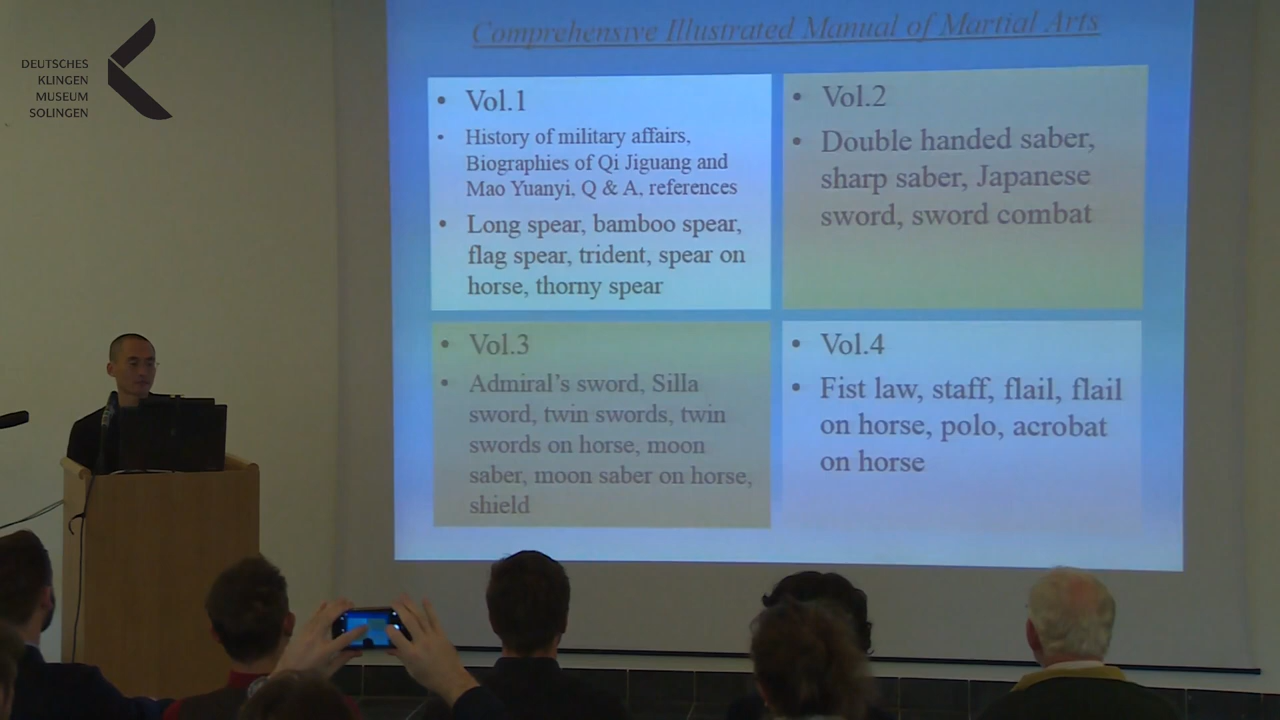 DEUTSCHES
KLINGEN
MUSEUM
SOLINGEN
Comprehensive Illustrated Manual of Martial Arts
• Vol.1
• History of military affairs,
Biographies of Qi Jiguang and
Mao Yuanyi, Q & A, references
• Long spear, bamboo spear,
flag spear, trident, spear on
horse, thorny spear
• Vol.2
• Double handed saber,
sharp saber, Japanese
sword, sword combat
• Vol.3
• Admiral's sword, Silla
sword, twin swords, twin
swords on horse, moon
saber, moon saber on horse,
shield
• Vol.4
• Fist law, staff, flail, flail
on horse, polo, acrobat
on horse